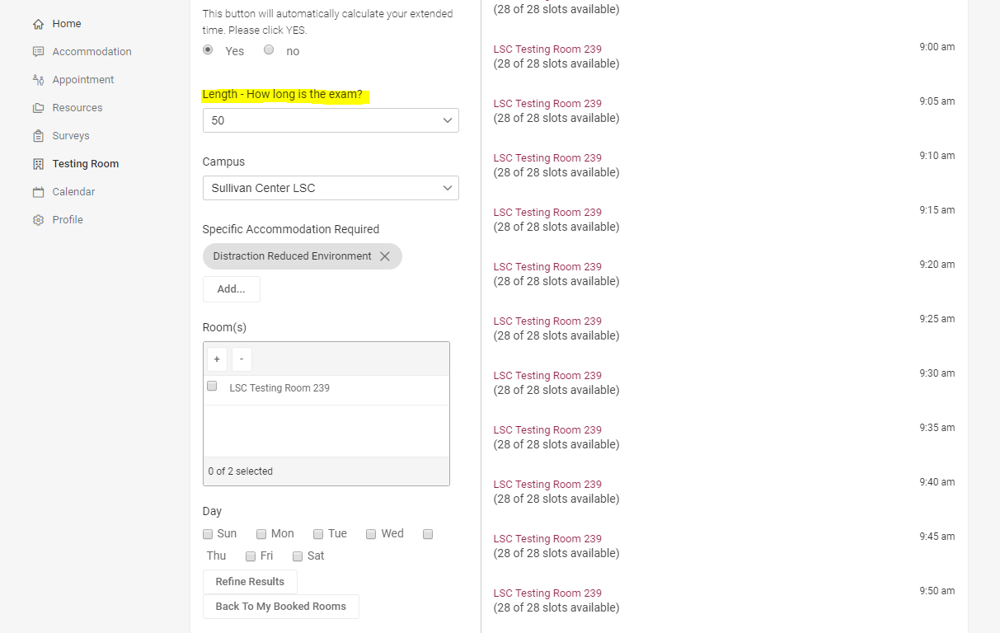 Home
Accommodation
Appointment
Resources
Surveys
Testing Room
Calendar
Profile
This button will automatically calculate your extended
time. Please click YES.
Yes no
Length - How long is the exam?
50
Campus
Sullivan Center LSC
Specific Accommodation Required
Distraction Reduced Environment
Add...
Room(s)
+ -
LSC Testing Room 239
0 of 2 selected
Day
Sun Mon Tue Wed
Thu Fri Sat
Refine Results
Back To My Booked Rooms
(28 of 28 slots available)
LSC Testing Room 239 9:00 am
(28 of 28 slots available)
LSC Testing Room 239 9:05 am
(28 of 28 slots available)
LSC Testing Room 239 9:10 am
(28 of 28 slots available)
LSC Testing Room 239 9:15 am
(28 of 28 slots available)
LSC Testing Room 239 9:20 am
(28 of 28 slots available)
LSC Testing Room 239 9:25 am
(28 of 28 slots available)
LSC Testing Room 239 9:30 am
(28 of 28 slots available)
LSC Testing Room 239 9:35 am
(28 of 28 slots available)
LSC Testing Room 239 9:40 am
(28 of 28 slots available)
LSC Testing Room 239 9:45 am
(28 of 28 slots available)
LSC Testing Room 239 9:50 am
(28 of 28 slots available)